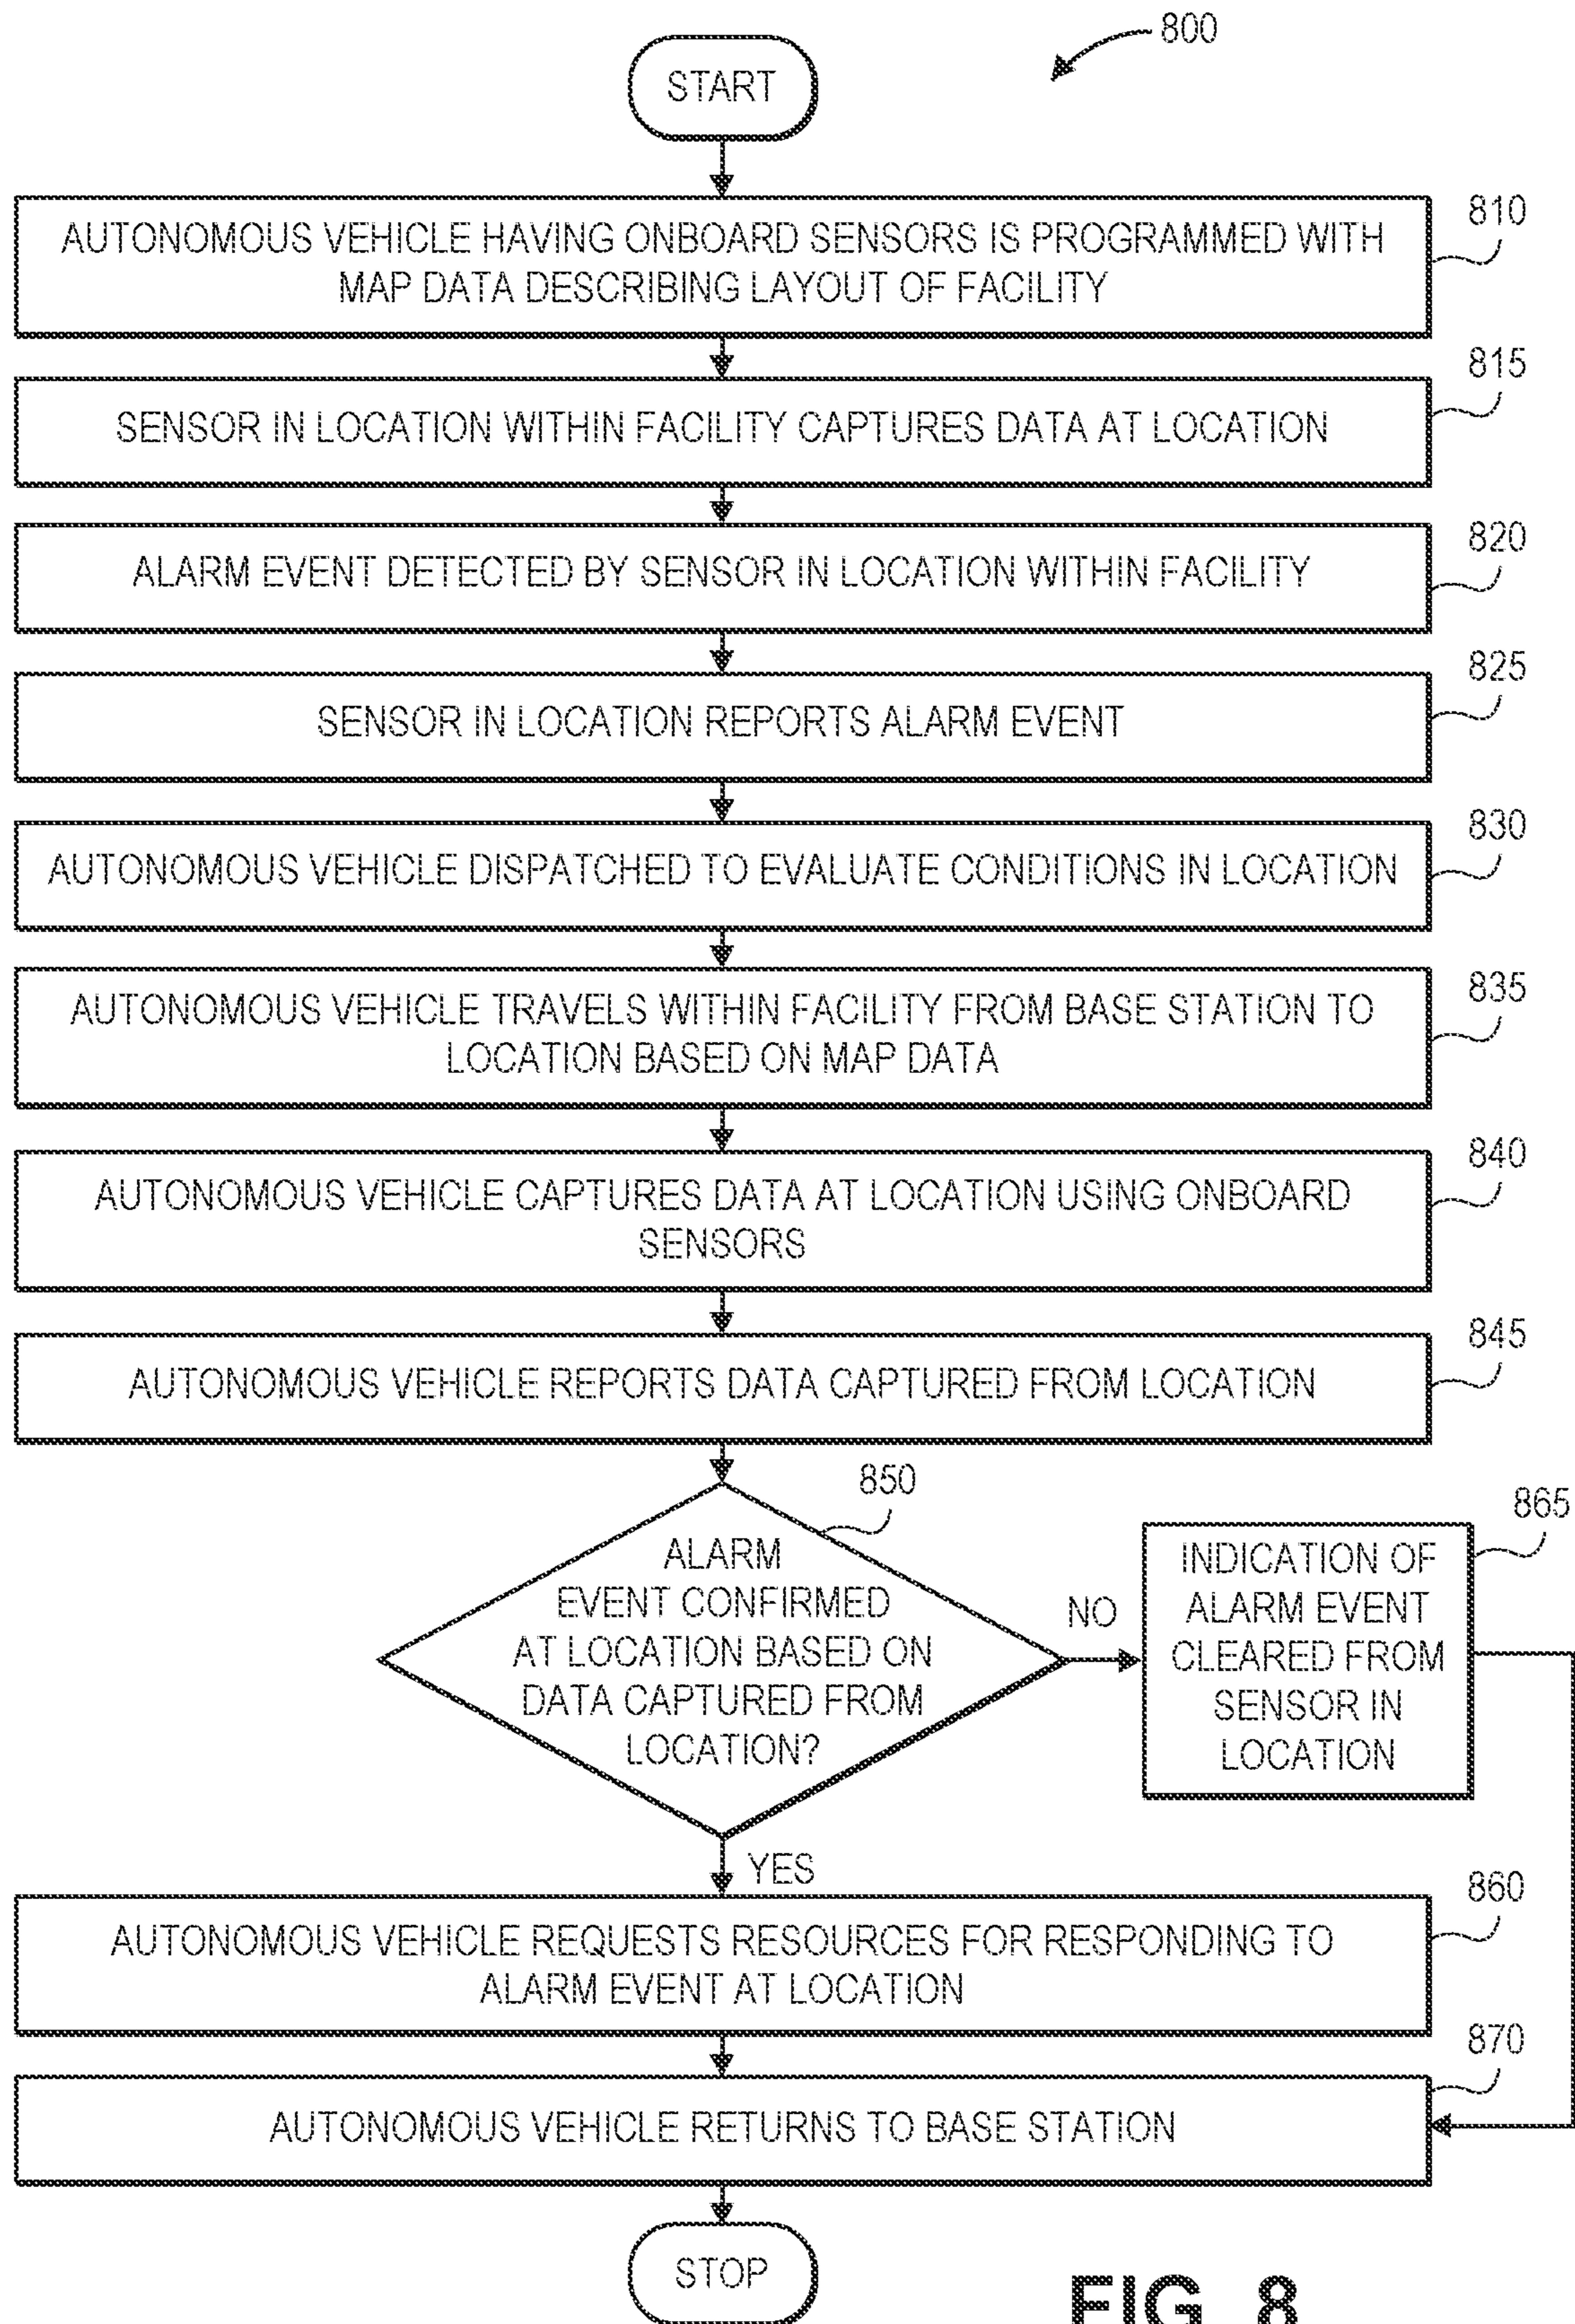 800
START
810
AUTONOMOUS VEHICLE HAVING ONBOARD SENSORS IS PROGRAMMED WITH
MAP DATA DESCRIBING LAYOUT OF FACILITY
815
SENSOR IN LOCATION WITHIN FACILITY CAPTURES DATA AT LOCATION
820
ALARM EVENT DETECTED BY SENSOR IN LOCATION WITHIN FACILITY
825
SENSOR IN LOCATION REPORTS ALARM EVENT
830
AUTONOMOUS VEHICLE DISPATCHED TO EVALUATE CONDITIONS IN LOCATION
835
AUTONOMOUS VEHICLE TRAVELS WITHIN FACILITY FROM BASE STATION TO
LOCATION BASED ON MAP DATA
840
AUTONOMOUS VEHICLE CAPTURES DATA AT LOCATION USING ONBOARD
SENSORS
845
AUTONOMOUS VEHICLE REPORTS DATA CAPTURED FROM LOCATION
850
ALARM
EVENT CONFIRMED
AT LOCATION BASED ON
DATA CAPTURED FROM
LOCATION?
NO
865
INDICATION OF
ALARM EVENT
CLEARED FROM
SENSOR IN
LOCATION
YES
860
AUTONOMOUS VEHICLE REQUESTS RESOURCES FOR RESPONDING TO
ALARM EVENT AT LOCATION
870
AUTONOMOUS VEHICLE RETURNS TO BASE STATION
STOP
FIG. 8